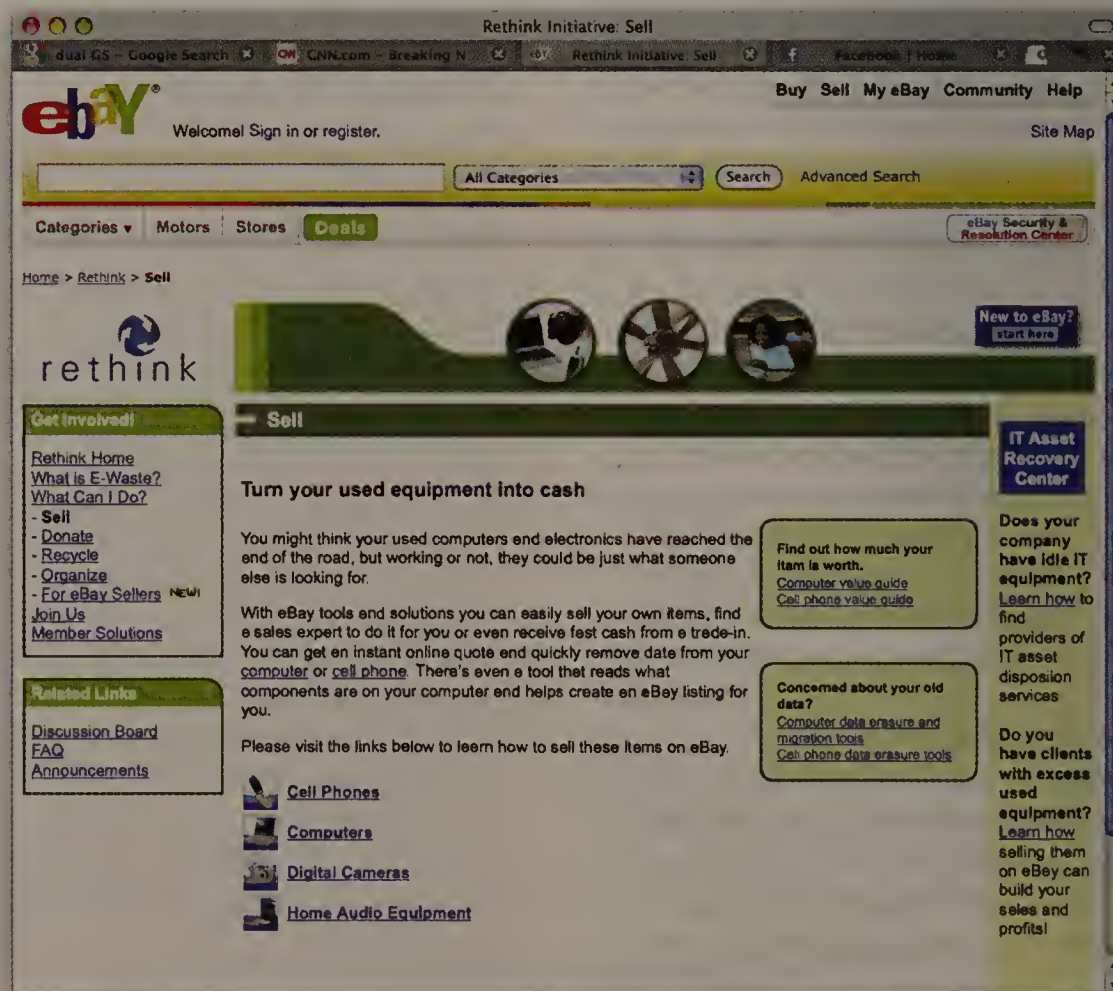 Rethink Initiative: Sell
dual GS – Google Search
CNN.com – Breaking N
Rethink Initiative: Sell
Facebook | Home
ebaY®
Buy Sell My eBay Community Help
Welcome! Sign in or register.
Site Map
All Categories
Search
Advanced Search
Categories
Motors
Stores
Deals
eBay Security &
Resolution Center
Home > Rethink > Sell
rethink
New to eBay?
start here
Get Involved!
Rethink Home
What is E-Waste?
What Can I Do?
- Sell
- Donate
- Recycle
- Organize
- For eBay Sellers NEW!
Join Us
Member Solutions
Related Links
Discussion Board
FAQ
Announcements
Sell
Turn your used equipment into cash
You might think your used computers end electronics have reached the
end of the road, but working or not, they could be just what someone
else is looking for.
With eBay tools end solutions you can easily sell your own items, find
e sales expert to do it for you or even receive fest cash from e trade-in.
You can get en instant online quote end quickly remove date from your
computer or cell phone. There's even e tool thet reads what
components are on your computer end helps create en eBey listing for
you.
Please visit the links below to leern how to sell these items on eBay.
Cell Phones
Computers
Digital Cameras
Home Audio Equipment
Find out how much your
item is worth.
Computer value guide
Cell phone value guide
Concerned about your old
data?
Computer data erasure and
migration tools
Cell phone data erasure tools
IT Asset
Recovery
Center
Does your
company
have idle IT
equipment?
Learn how to
find
providers of
IT asset
disposiion
services
Do you
have clients
with excess
used
equipment?
Learn how
selling them
on eBey can
build your
seles and
profits!